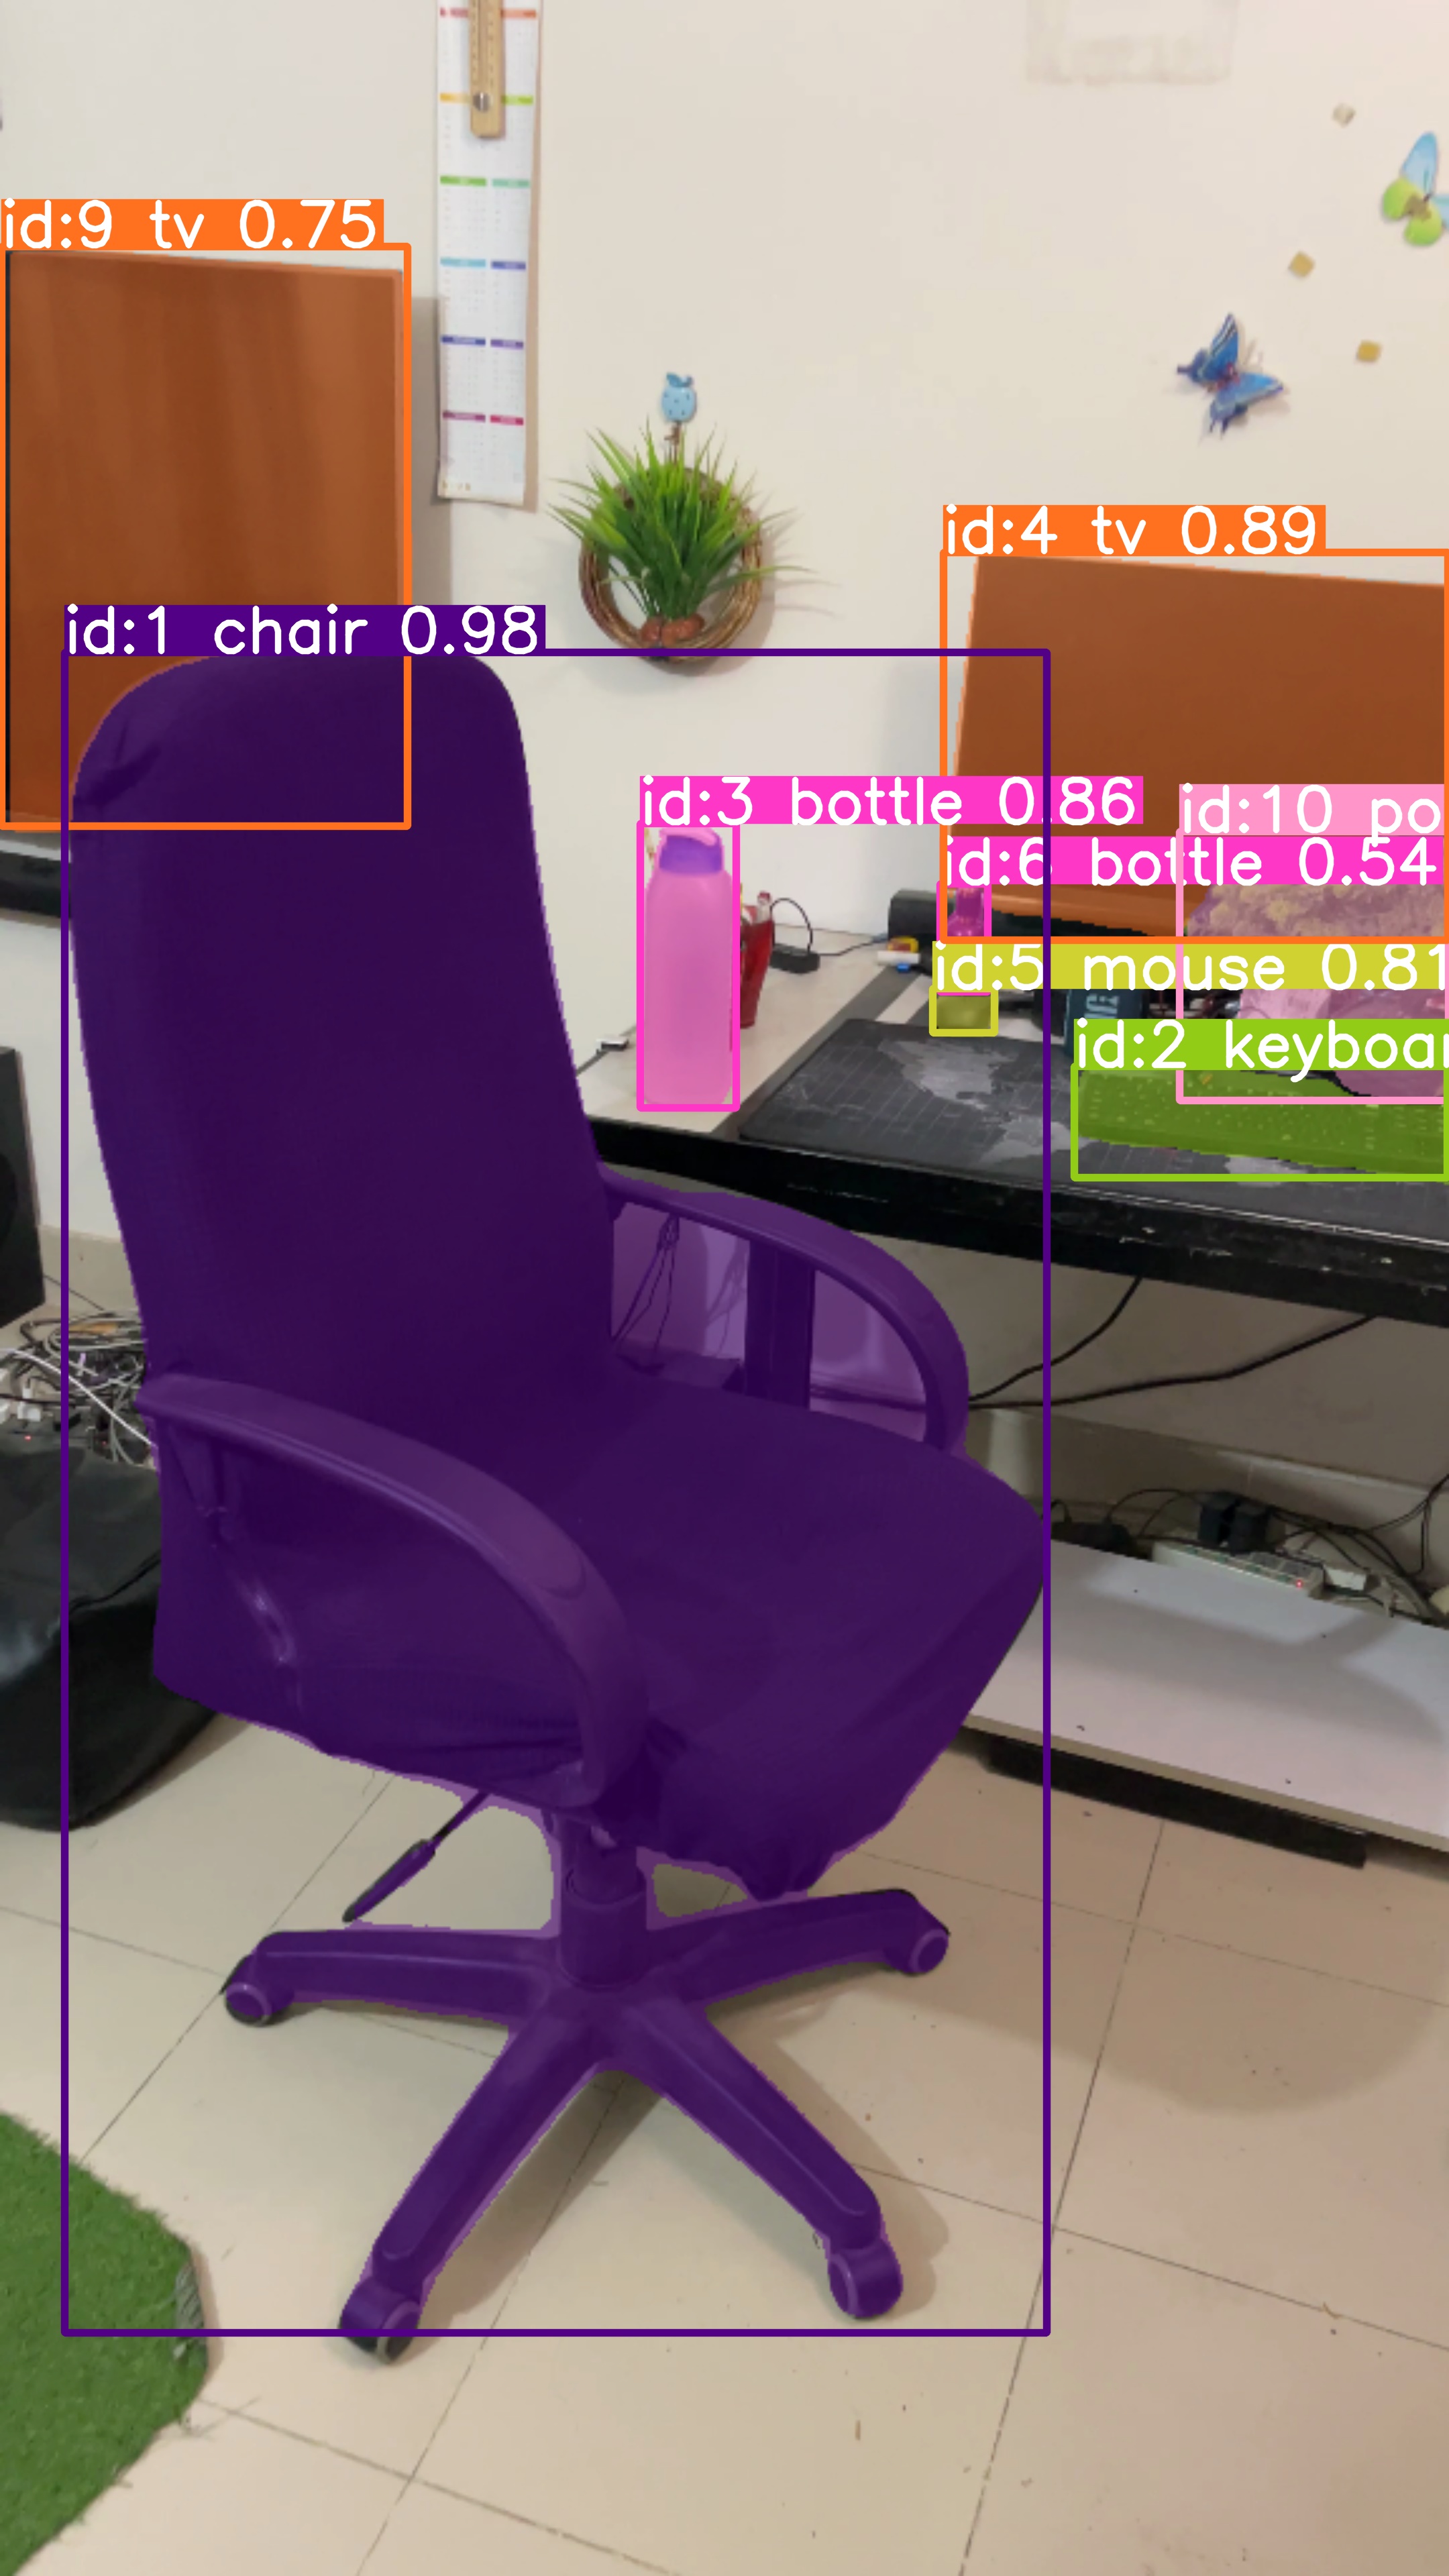 id:9 tv 0.75
id:4 tv 0.89
id:1 chair 0.98
id:3 bottle 0.86
id:10 po
id:6 bottle 0.54
id:5 mouse 0.81
id:2 keyboar